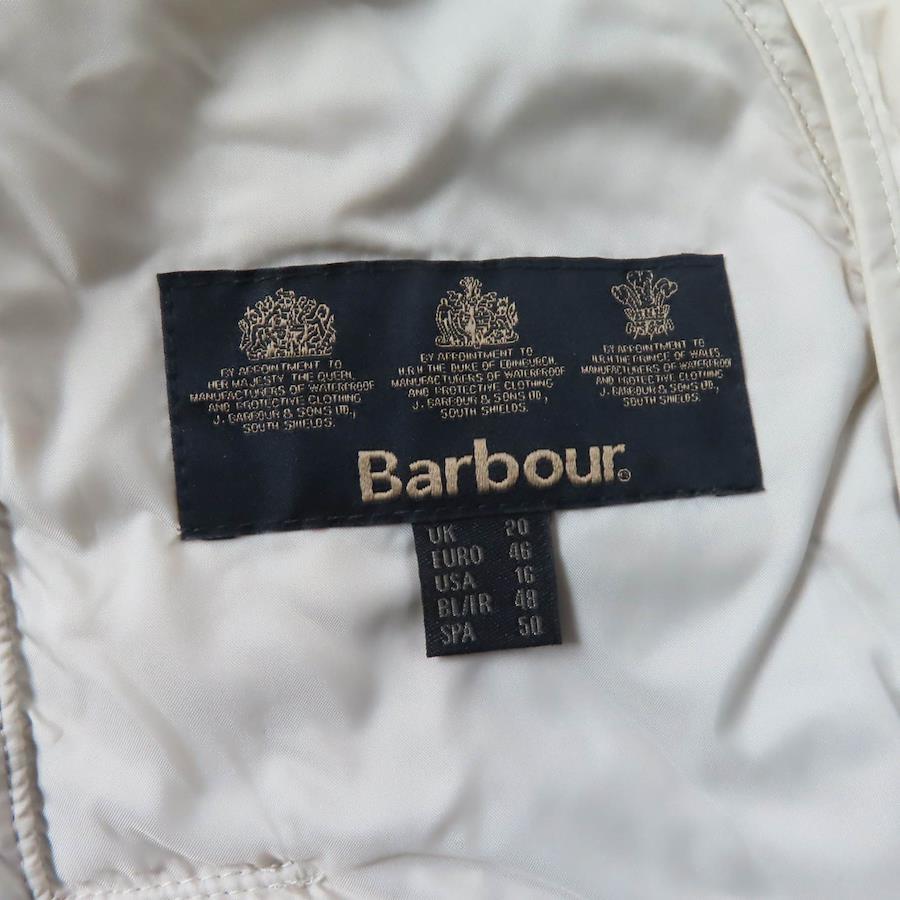 BY APPOINTMENT TO
HER MAJESTY THE QUEEN,
MANUFACTURERS OF WATERPROOF
AND PROTECTIVE CLOTHING
J. BARBOUR & SONS LTD.,
SOUTH SHIELDS.
BY APPOINTMENT TO
H.R.H THE DUKE OF EDINBURGH,
MANUFACTURERS OF WATERPROOF
AND PROTECTIVE CLOTHING
J. BARBOUR & SONS LTD.,
SOUTH SHIELDS.
BY APPOINTMENT TO
H.R.H THE PRINCE OF WALES,
MANUFACTURERS OF WATERPROOF
AND PROTECTIVE CLOTHING
J. BARBOUR & SONS LTD.,
SOUTH SHIELDS.
Barbour®
UK 20
EURO 46
USA 16
BL/FR 48
SPA 50